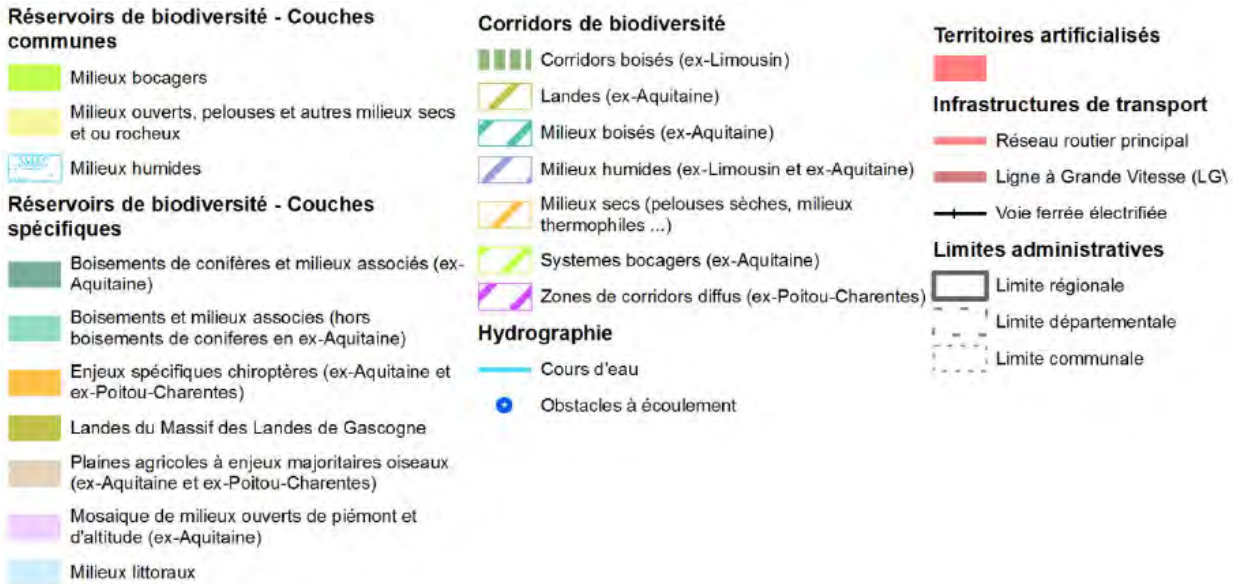 Réservoirs de biodiversité - Couches
communes
Milieux bocagers
Milieux ouverts, pelouses et autres milieux secs
et ou rocheux
Milieux humides
Réservoirs de biodiversité - Couches
spécifiques
Boisements de conifères et milieux associés (ex-
Aquitaine)
Boisements et milieux associes (hors
boisements de coniferes en ex-Aquitaine)
Enjeux spécifiques chiroptères (ex-Aquitaine et
ex-Poitou-Charentes)
Landes du Massif des Landes de Gascogne
Plaines agricoles à enjeux majoritaires oiseaux
(ex-Aquitaine et ex-Poitou-Charentes)
Mosaique de milieux ouverts de piémont et
d'altitude (ex-Aquitaine)
Milieux littoraux
Corridors de biodiversité
Corridors boisés (ex-Limousin)
Landes (ex-Aquitaine)
Milieux boisés (ex-Aquitaine)
Milieux humides (ex-Limousin et ex-Aquitaine)
Milieux secs (pelouses sèches, milieux
thermophiles ...)
Systemes bocagers (ex-Aquitaine)
Zones de corridors diffus (ex-Poitou-Charentes)
Hydrographie
Cours d'eau
Obstacles à écoulement
Territoires artificialisés
Infrastructures de transport
Réseau routier principal
Ligne à Grande Vitesse (LG\
Voie ferrée électrifiée
Limites administratives
Limite régionale
Limite départementale
Limite communale